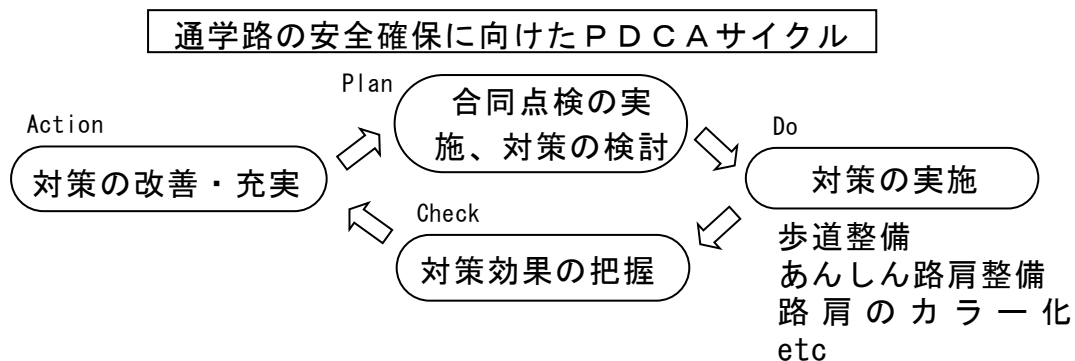 通学路の安全確保に向けたＰＤＣＡサイクル
Plan
合同点検の実
施、対策の検討
Action
対策の改善・充実
Do
対策の実施
歩道整備
あんしん路肩整備
路肩のカラー化
etc
Check
対策効果の把握